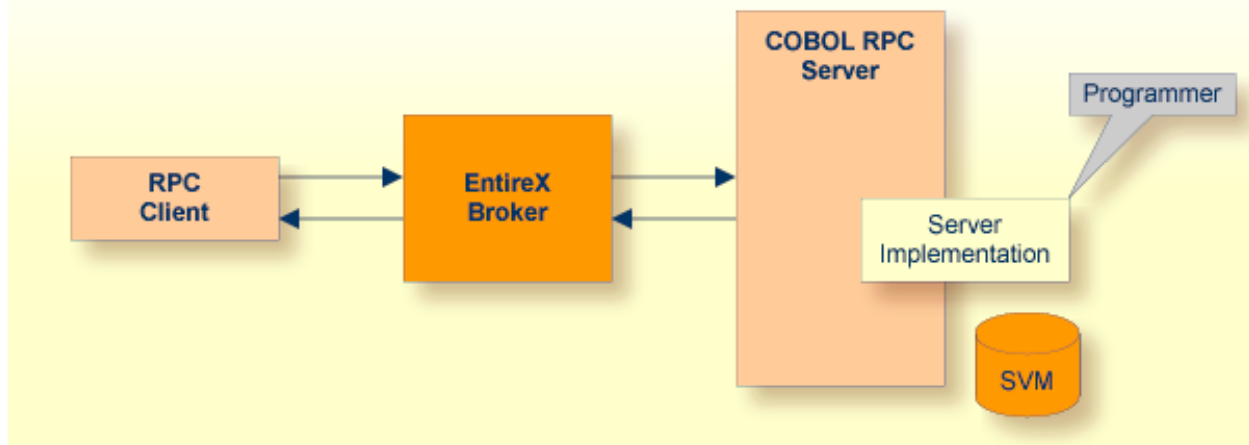 RPC
Client
EntireX
Broker
COBOL RPC
Server
Programmer
Server
Implementation
SVM